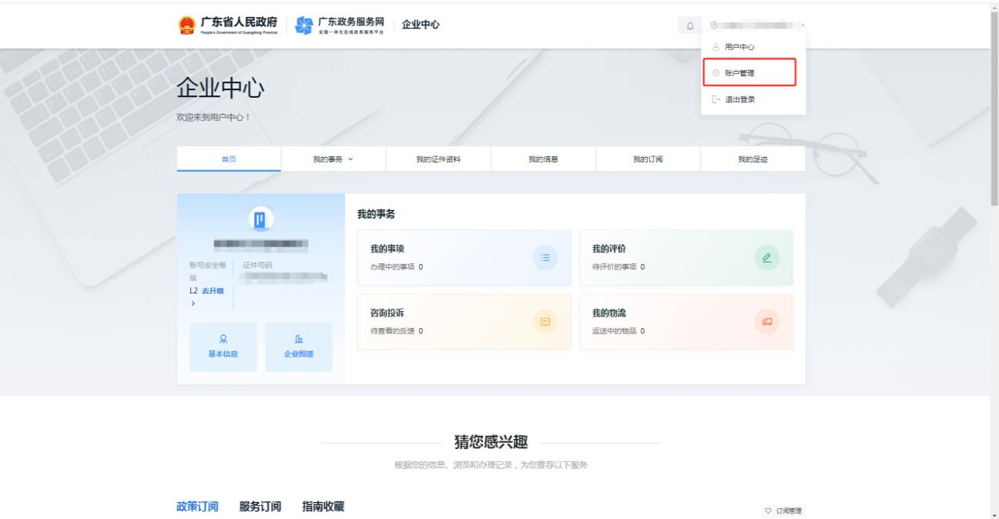 广东省人民政府
People's Government of Guangdong Province
广东政务服务网
全国一体化在线政务服务平台
企业中心
用户中心
账户管理
退出登录
企业中心
欢迎来到用户中心！
首页
我的事务
我的证件资料
我的信息
我的订阅
我的足迹
账号安全等级
L2 去升级 >
证件号码
基本信息
企业图谱
我的事务
我的事项
办理中的事项 0
我的评价
待评价的事项 0
咨询投诉
待查看的反馈 0
我的物流
运送中的物品 0
猜您感兴趣
根据您的信息、浏览和办理记录，为您推荐以下服务
政策订阅
服务订阅
指南收藏
订阅管理